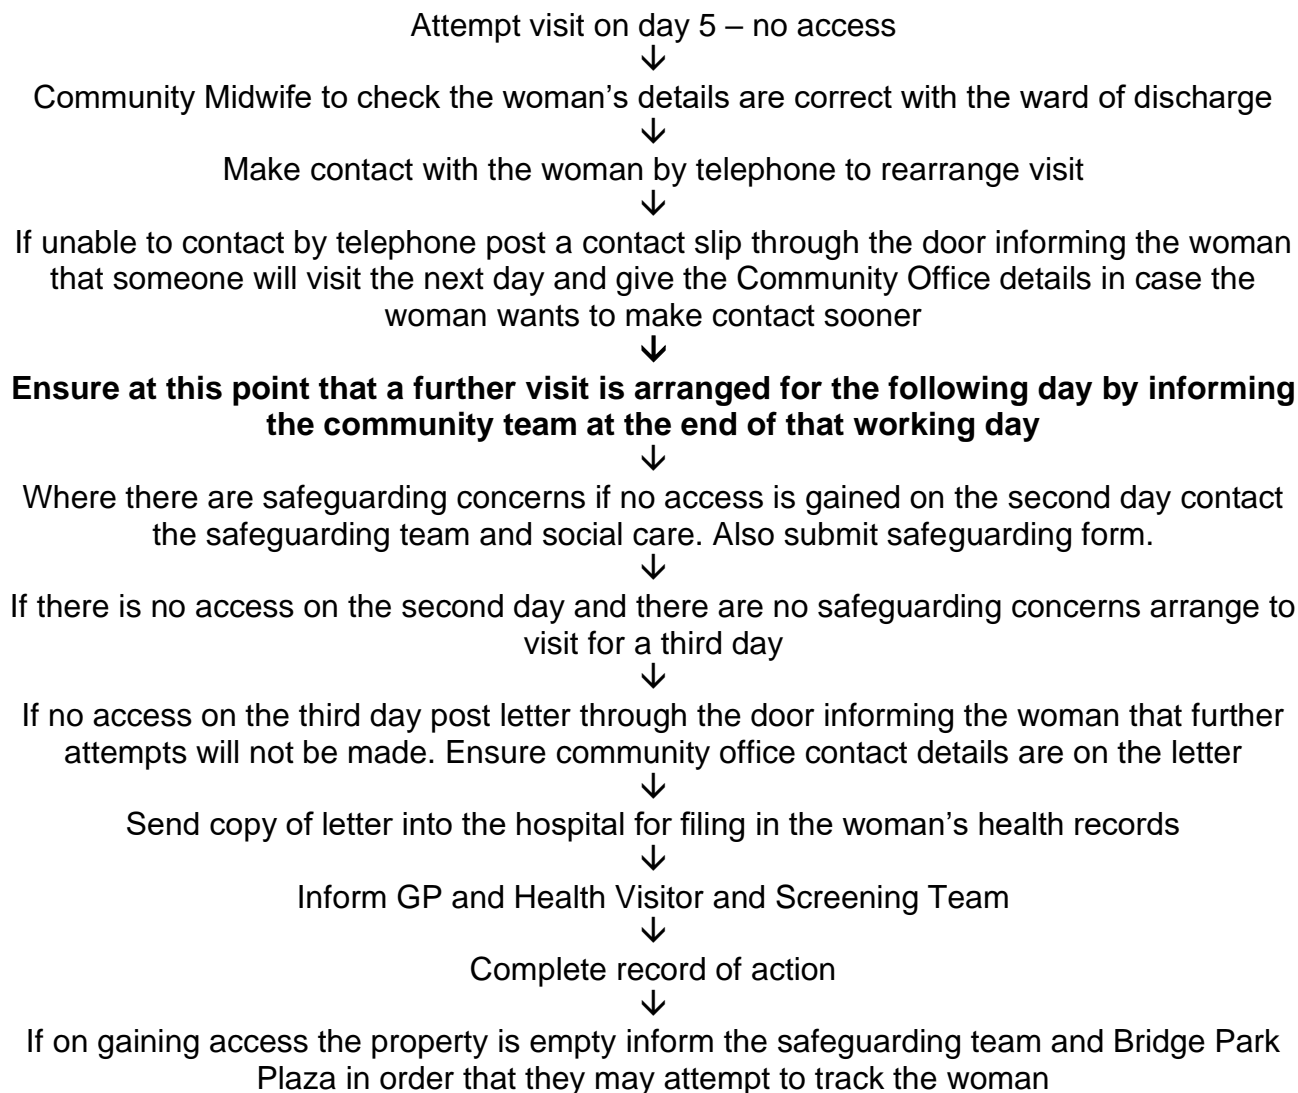 Attempt visit on day 5 – no access
↓
Community Midwife to check the woman’s details are correct with the ward of discharge
↓
Make contact with the woman by telephone to rearrange visit
↓
If unable to contact by telephone post a contact slip through the door informing the woman
that someone will visit the next day and give the Community Office details in case the
woman wants to make contact sooner
↓
Ensure at this point that a further visit is arranged for the following day by informing
the community team at the end of that working day
↓
Where there are safeguarding concerns if no access is gained on the second day contact
the safeguarding team and social care. Also submit safeguarding form.
↓
If there is no access on the second day and there are no safeguarding concerns arrange to
visit for a third day
↓
If no access on the third day post letter through the door informing the woman that further
attempts will not be made. Ensure community office contact details are on the letter
↓
Send copy of letter into the hospital for filing in the woman’s health records
↓
Inform GP and Health Visitor and Screening Team
↓
Complete record of action
↓
If on gaining access the property is empty inform the safeguarding team and Bridge Park
Plaza in order that they may attempt to track the woman